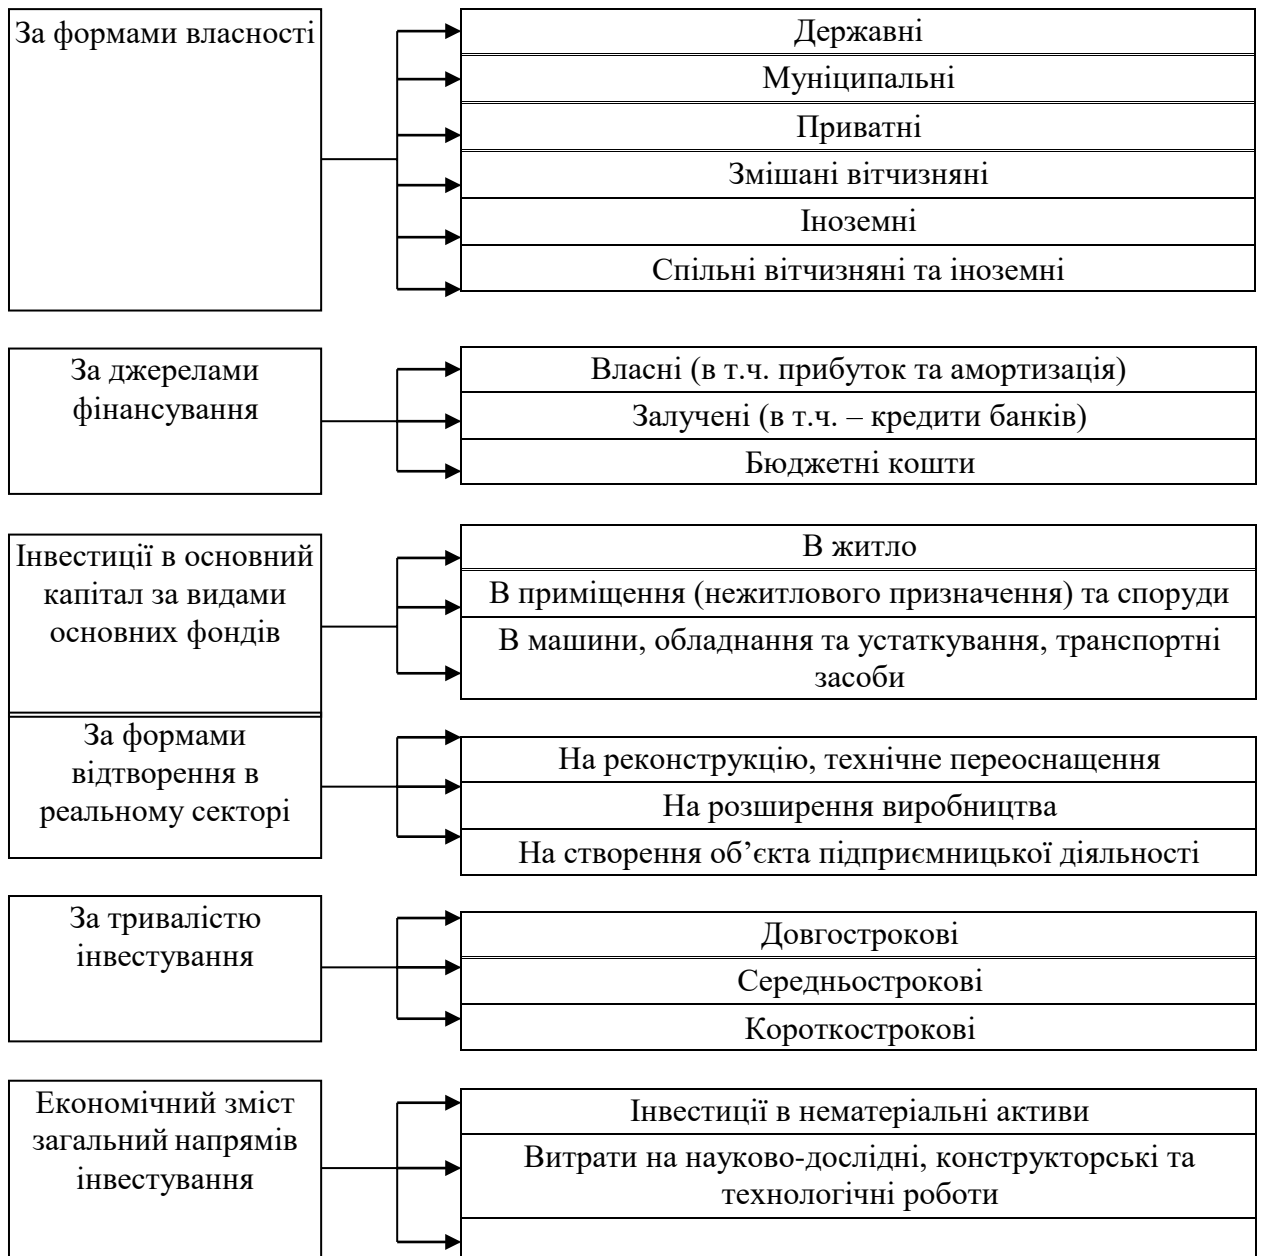 За формами власності
Державні
Муніципальні
Приватні
Змішані вітчизняні
Іноземні
Спільні вітчизняні та іноземні
За джерелами
фінансування
Власні (в т.ч. прибуток та амортизація)
Залучені (в т.ч. – кредити банків)
Бюджетні кошти
Інвестиції в основний
капітал за видами
основних фондів
В житло
В приміщення (нежитлового призначення) та споруди
В машини, обладнання та устаткування, транспортні
засоби
За формами
відтворення в
реальному секторі
На реконструкцію, технічне переоснащення
На розширення виробництва
На створення об’єкта підприємницької діяльності
За тривалістю
інвестування
Довгострокові
Середньострокові
Короткострокові
Економічний зміст
загальний напрямів
інвестування
Інвестиції в нематеріальні активи
Витрати на науково-дослідні, конструкторські та
технологічні роботи